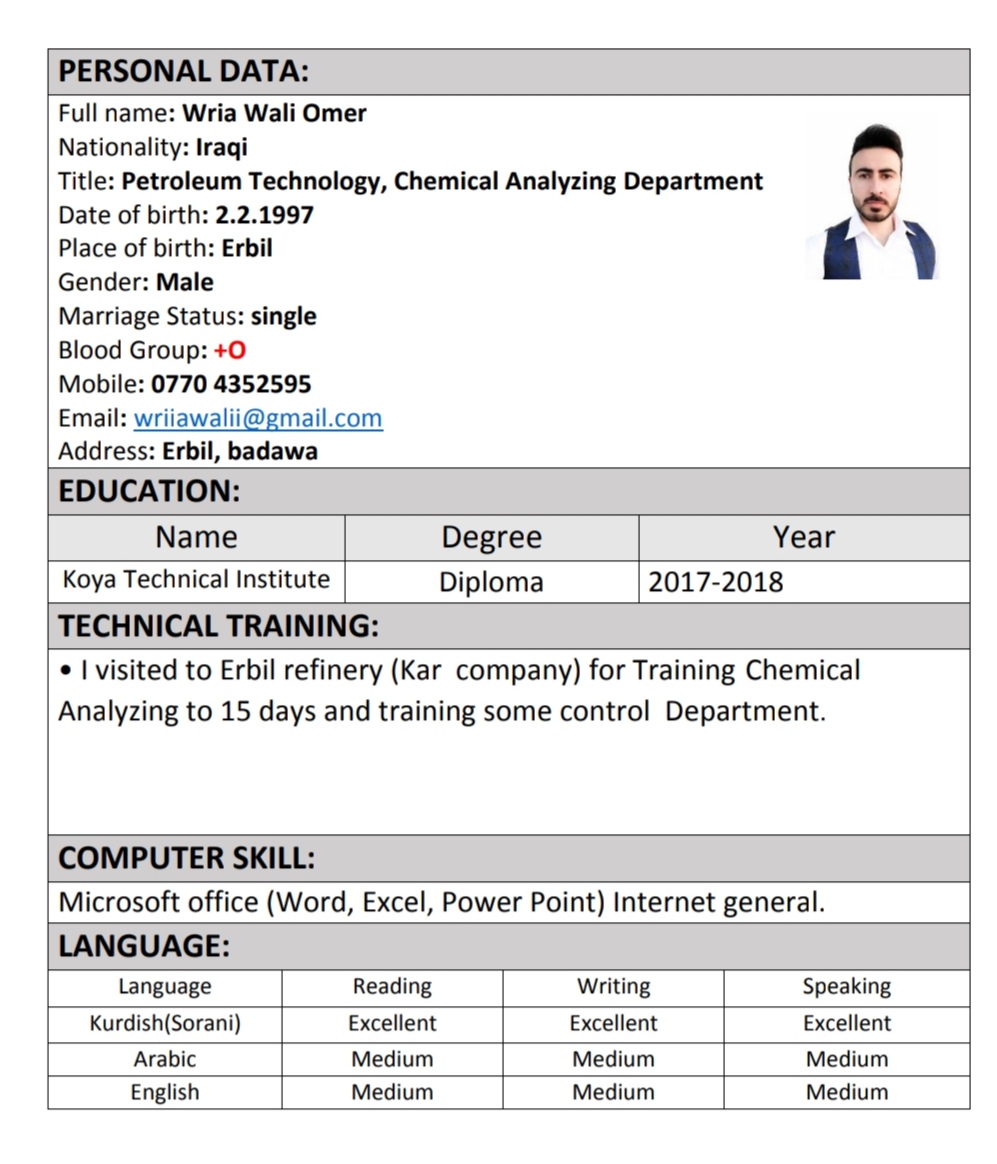 PERSONAL DATA:
Full name: Wria Wali Omer
Nationality: Iraqi
Title: Petroleum Technology, Chemical Analyzing Department
Date of birth: 2.2.1997
Place of birth: Erbil
Gender: Male
Marriage Status: single
Blood Group: +O
Mobile: 0770 4352595
Email: wriiawalii@gmail.com
Address: Erbil, badawa
EDUCATION:
Name Degree Year
Koya Technical Institute Diploma 2017-2018
TECHNICAL TRAINING:
• I visited to Erbil refinery (Kar company) for Training Chemical
Analyzing to 15 days and training some control Department.
COMPUTER SKILL:
Microsoft office (Word, Excel, Power Point) Internet general.
LANGUAGE:
Language Reading Writing Speaking
Kurdish(Sorani) Excellent Excellent Excellent
Arabic Medium Medium Medium
English Medium Medium Medium